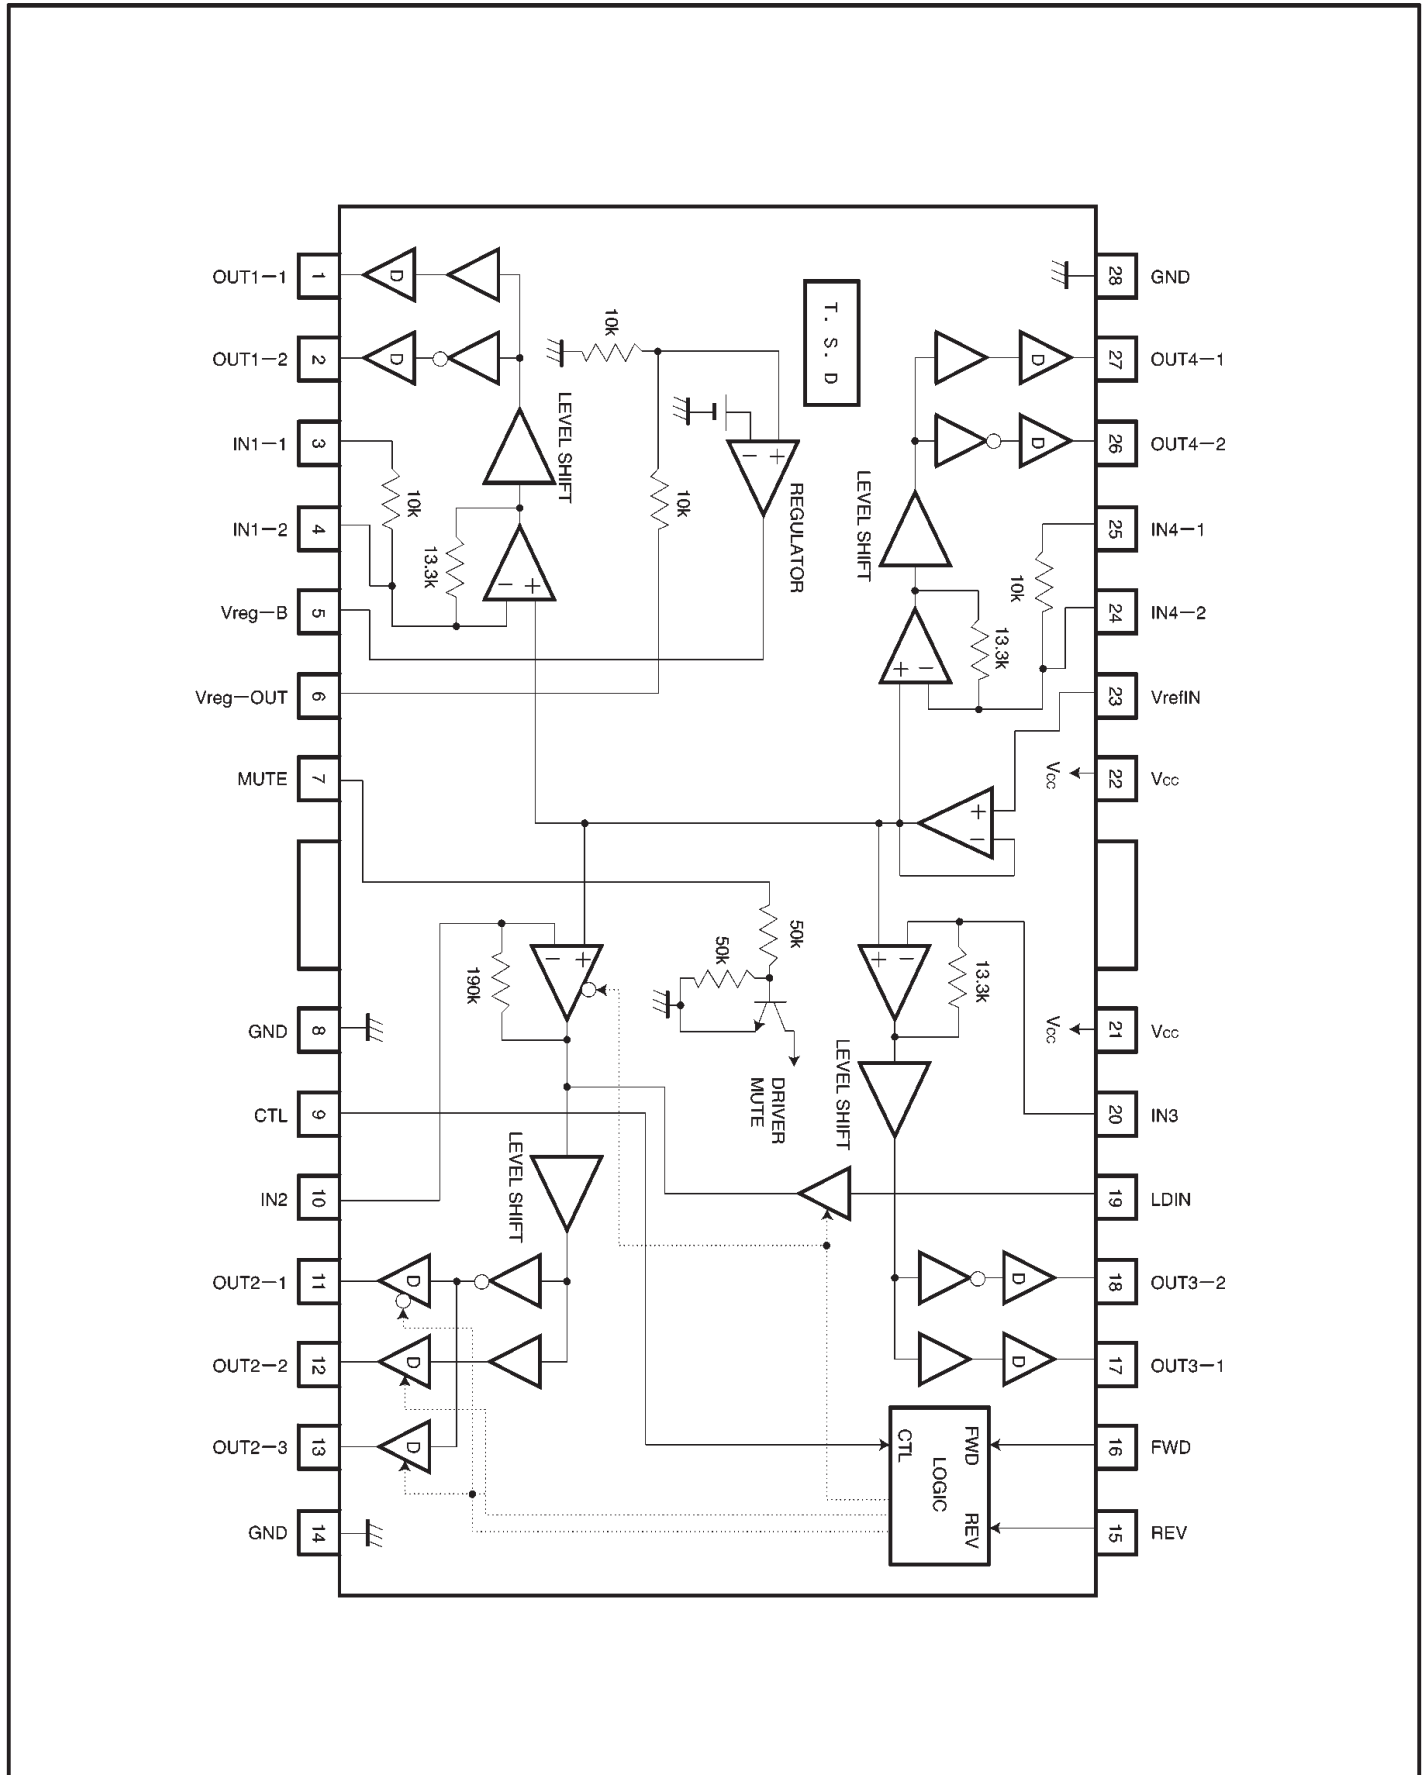 OUT1-1
1
D
OUT1-2
2
D
IN1-1
3
10k
IN1-2
4
13.3k
Vreg-B
5
Vreg-OUT
6
MUTE
7
LEVEL SHIFT
- +
10k
10k
- +
REGULATOR
T. S. D
28
GND
27
OUT4-1
D
26
OUT4-2
D
LEVEL SHIFT
25
IN4-1
10k
24
IN4-2
13.3k
+ -
23
VrefIN
22
Vcc
Vcc
+
-
GND
8
CTL
9
IN2
10
190k
- +
50k
50k
DRIVER
MUTE
+ -
13.3k
LEVEL SHIFT
21
Vcc
Vcc
20
IN3
19
LDIN
LEVEL SHIFT
OUT2-1
11
D
OUT2-2
12
D
OUT2-3
13
D
GND
14
18
OUT3-2
D
17
OUT3-1
D
16
FWD
15
REV
FWD
REV
LOGIC
CTL